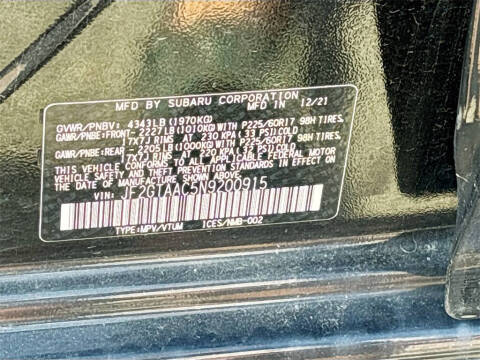 MFD BY SUBARU CORPORATION IN 12/21
GVWR/PNBV: 4343LB (1970KG)
GAWR/PNBE:FRONT- 2227LB(1010KG)WITH P225/60R17 98H TIRES,
7X7J RIMS AT 230 KPA(33 PSI)COLD
GAWR/PNBE:REAR -2205LB(1000KG)WITH P225/60R17 98H TIRES,
7X7J RIMS AT 220 KPA(32 PSI)COLD
THIS VEHICLE CONFORMS TO ALL APPLICABLE FEDERAL MOTOR
VEHICLE SAFETY AND THEFT PREVENTION STANDARDS
IN EFFECT ON THE DATE OF MANUFACTURE SHOWN ABOVE.
VIN: JF2GTAAC5N9200915
TYPE:MPV/VTUM ICES/NMB-002